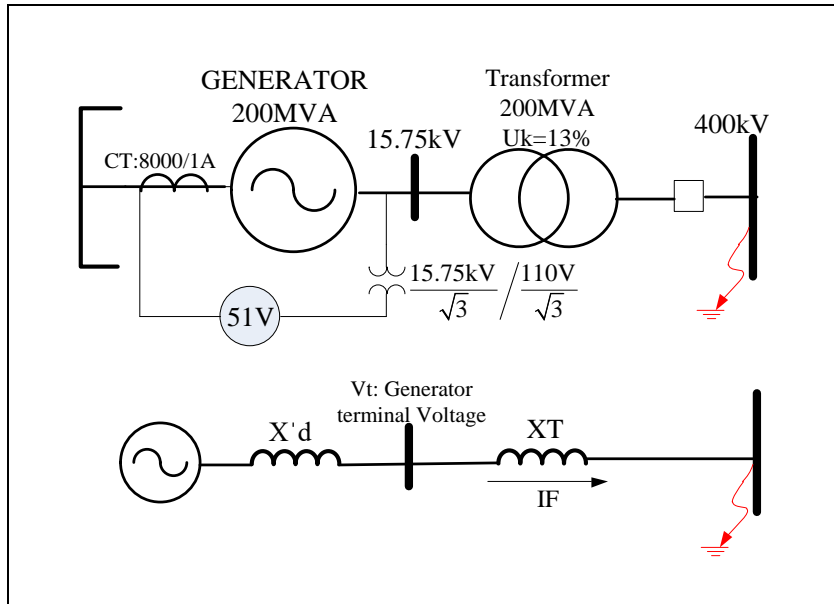 GENERATOR
200MVA
Transformer
200MVA
Uk=13%
400kV
15.75kV
CT:8000/1A
51V
15.75kV/√3 / 110V/√3
Vt: Generator
terminal Voltage
X'd
XT
IF